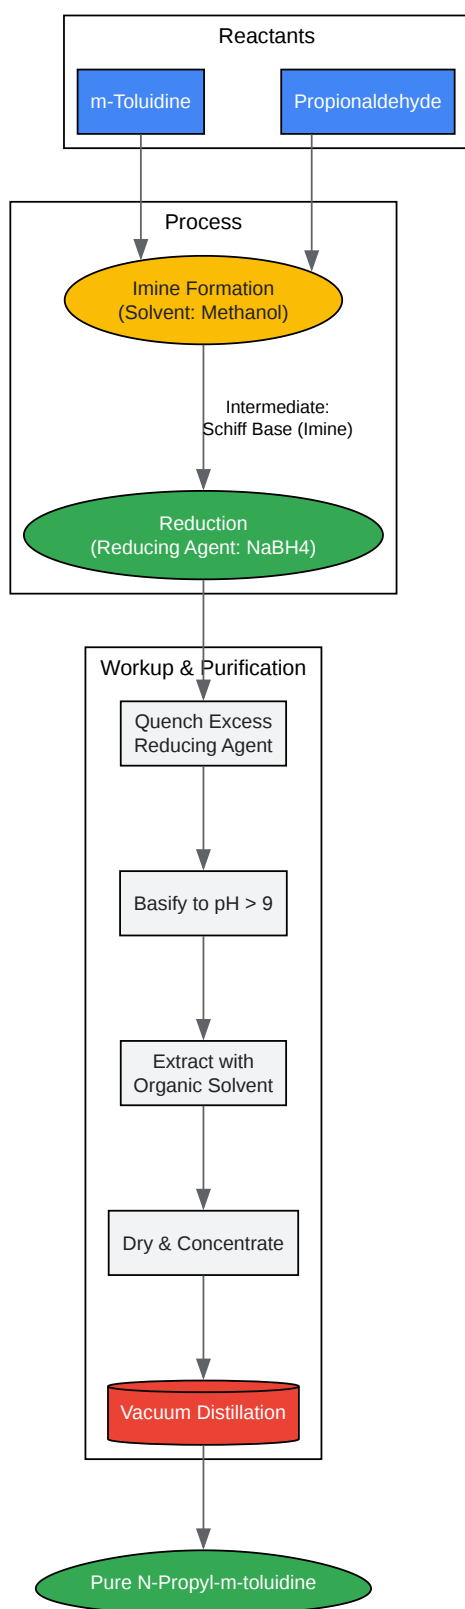 Reactants
m-Toluidine
Propionaldehyde
Process
Imine Formation
(Solvent: Methanol)
Intermediate:
Schiff Base (Imine)
Reduction
(Reducing Agent: NaBH4)
Workup & Purification
Quench Excess
Reducing Agent
Basify to pH > 9
Extract with
Organic Solvent
Dry & Concentrate
Vacuum Distillation
Pure N-Propyl-m-toluidine